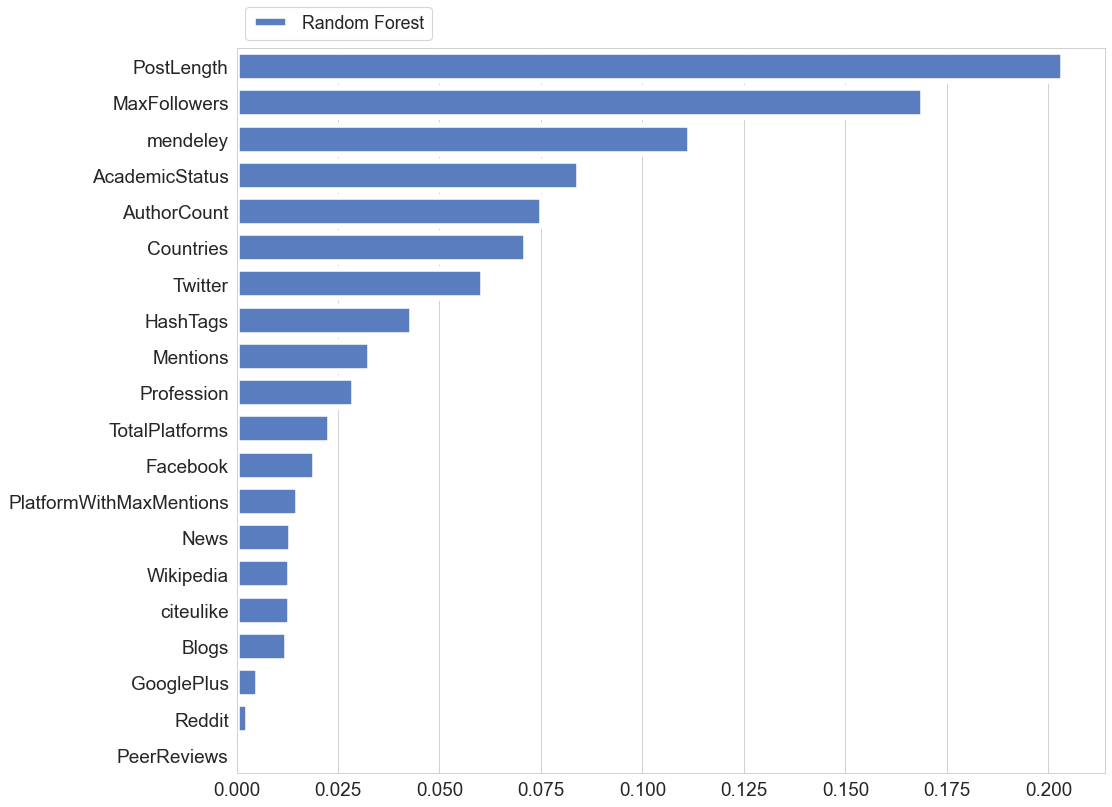 Random Forest
PostLength
MaxFollowers
mendeley
AcademicStatus
AuthorCount
Countries
Twitter
HashTags
Mentions
Profession
TotalPlatforms
Facebook
PlatformWithMaxMentions
News
Wikipedia
citeulike
Blogs
GooglePlus
Reddit
PeerReviews
0.000 0.025 0.050 0.075 0.100 0.125 0.150 0.175 0.200